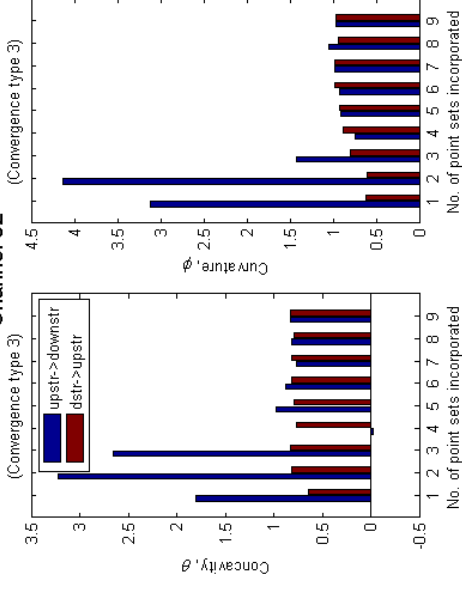 (Convergence type 3)
3.5
3
2.5
2
1.5
1
0.5
0
-0.5
Concavity, θ
upstr->downstr
dstr->upstr
1 2 3 4 5 6 7 8 9
No. of point sets incorporated
(Convergence type 3)
4.5
4
3.5
3
2.5
2
1.5
1
0.5
0
Curvature, φ
1 2 3 4 5 6 7 8 9
No. of point sets incorporated